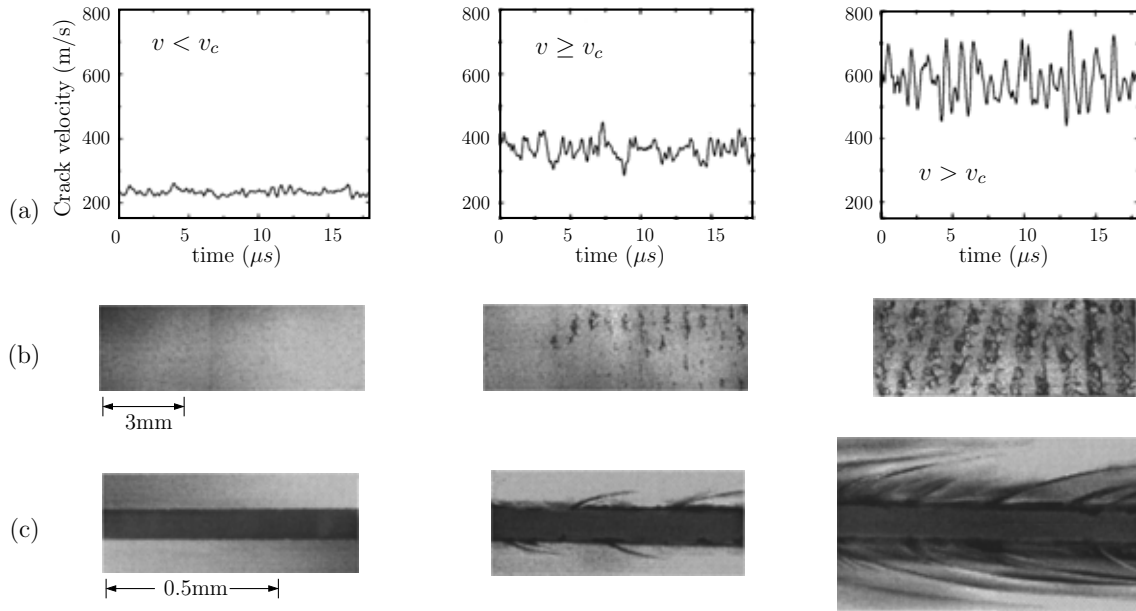 (a)
Crack velocity (m/s)
800
600
400
200
v < v_c
0 5 10 15
time (μs)
800
600
400
200
v ≥ v_c
0 5 10 15
time (μs)
800
600
400
200
v > v_c
0 5 10 15
time (μs)
(b)
3mm
(c)
0.5mm